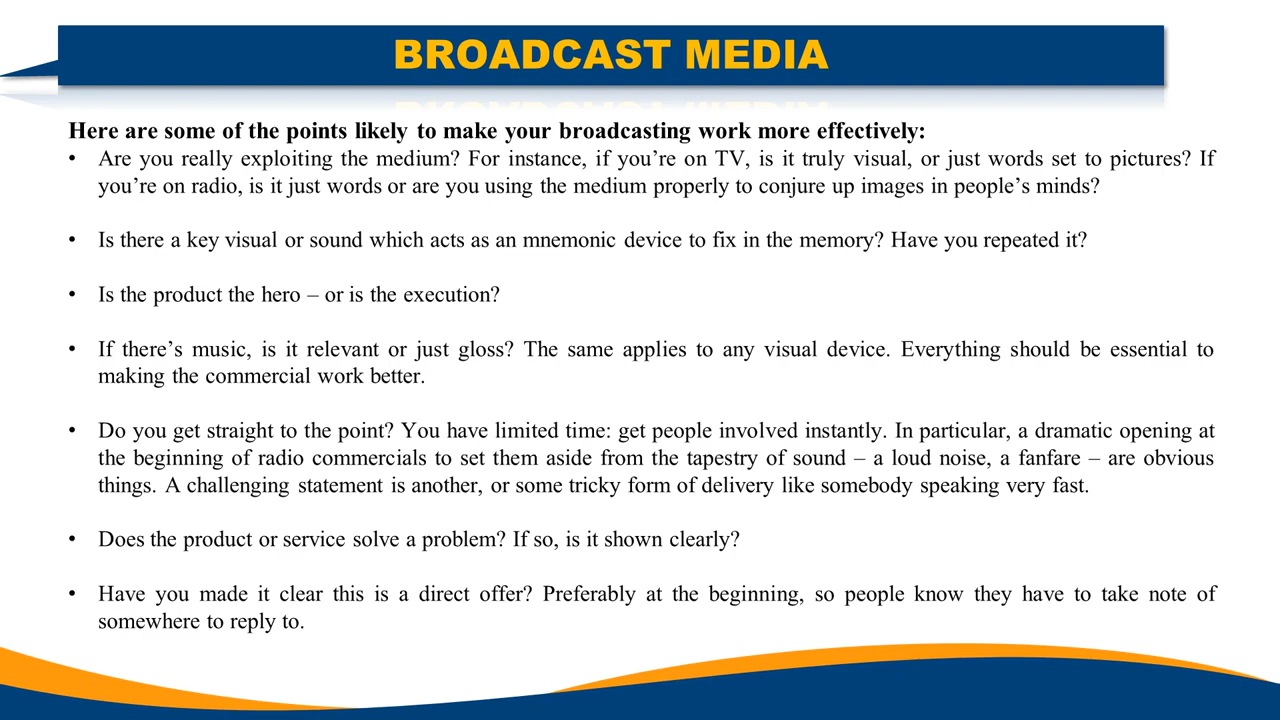 BROADCAST MEDIA
Here are some of the points likely to make your broadcasting work more effectively:
• Are you really exploiting the medium? For instance, if you’re on TV, is it truly visual, or just words set to pictures? If
you’re on radio, is it just words or are you using the medium properly to conjure up images in people’s minds?
• Is there a key visual or sound which acts as an mnemonic device to fix in the memory? Have you repeated it?
• Is the product the hero – or is the execution?
• If there’s music, is it relevant or just gloss? The same applies to any visual device. Everything should be essential to
making the commercial work better.
• Do you get straight to the point? You have limited time: get people involved instantly. In particular, a dramatic opening at
the beginning of radio commercials to set them aside from the tapestry of sound – a loud noise, a fanfare – are obvious
things. A challenging statement is another, or some tricky form of delivery like somebody speaking very fast.
• Does the product or service solve a problem? If so, is it shown clearly?
• Have you made it clear this is a direct offer? Preferably at the beginning, so people know they have to take note of
somewhere to reply to.